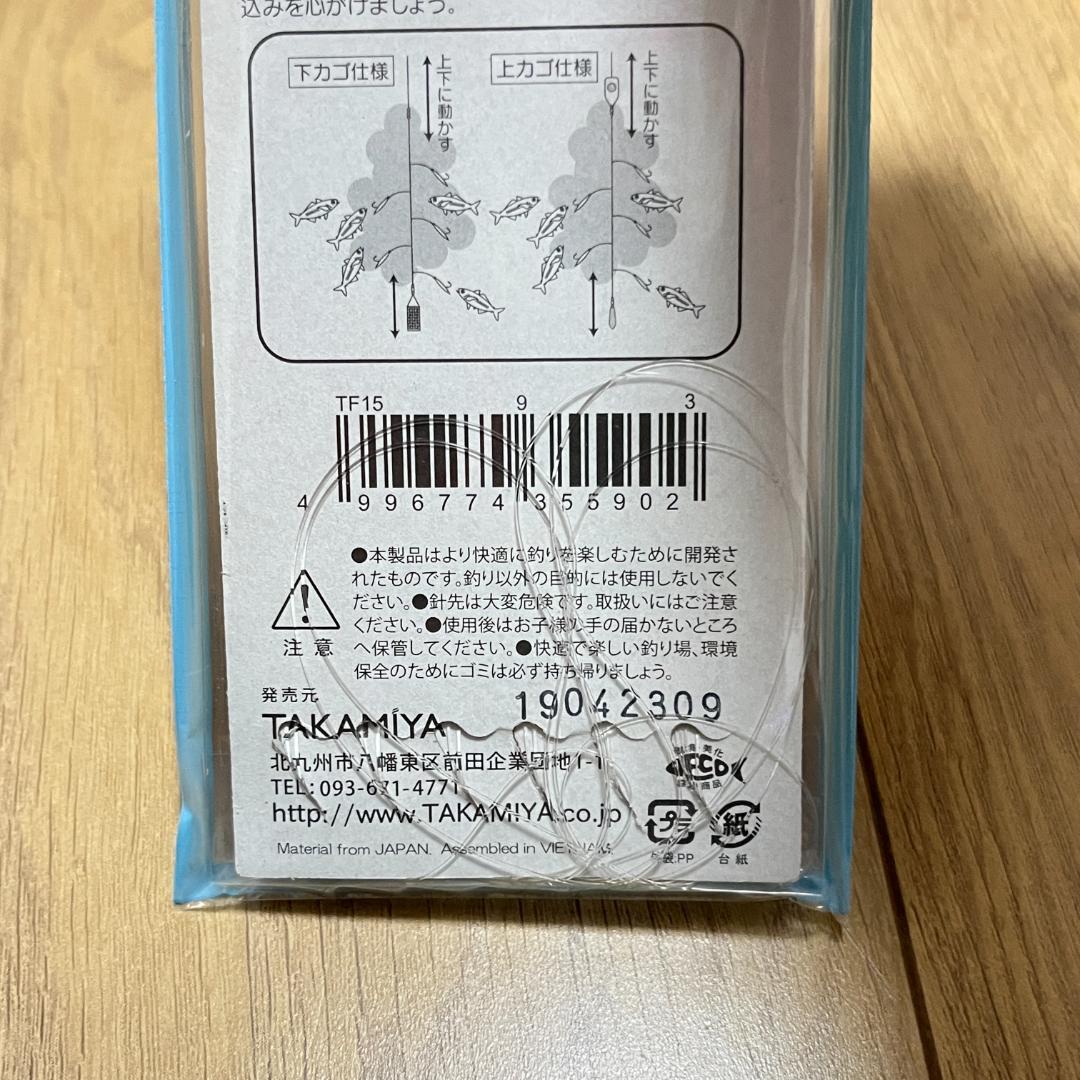 込みを心がけましょう。
下カゴ仕様
上下に動かす
上カゴ仕様
上下に動かす
TF15 9 3
4 996774 355902
●本製品はより快適に釣りを楽しむために開発さ
れたものです。釣り以外の目的には使用しないでく
ださい。●針先は大変危険です。取扱いにはご注意
ください。●使用後はお子様の手の届かないところ
へ保管してください。●快適で楽しい釣り場、環境
保全のためにゴミは必ず持ち帰りましょう。
注意
発売元
19042309
TAKAMIYA
北九州市八幡東区前田企業団地1-1
TEL:093-671-4771
http://www.TAKAMIYA.co.jp
Material from JAPAN. Assembled in VIETNAM.
プラ
紙
外袋:PP
台紙